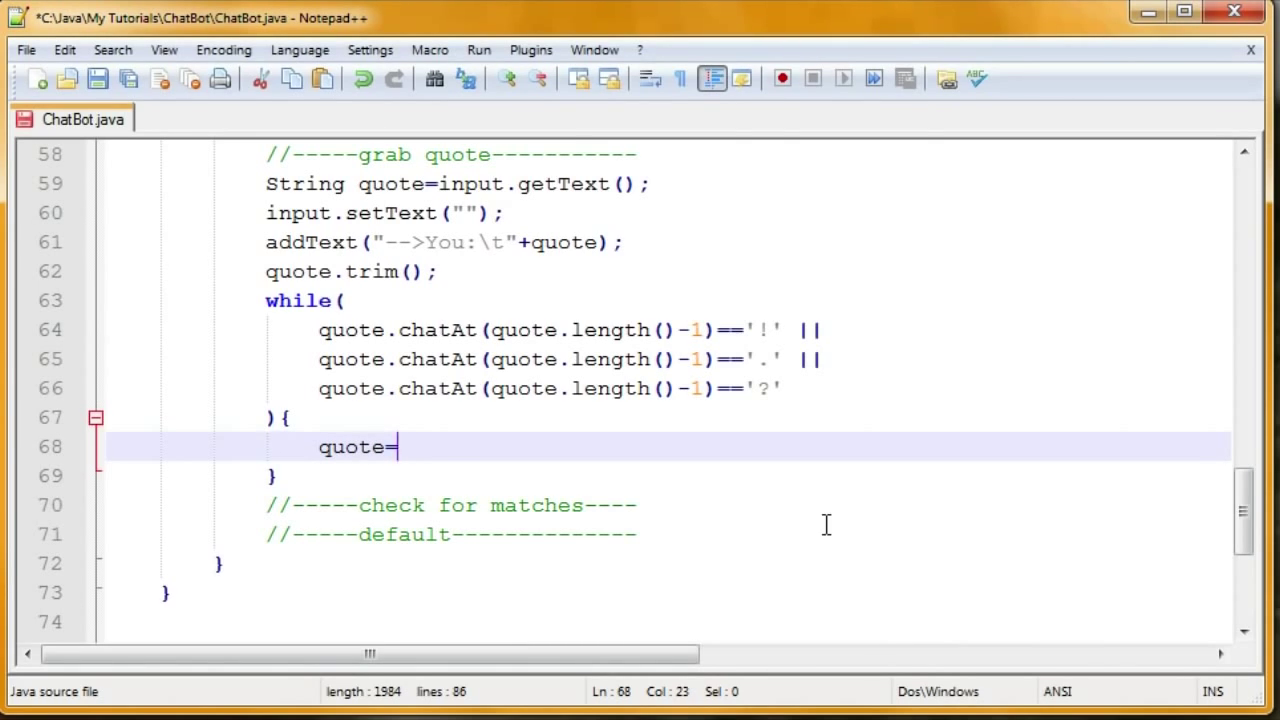 *C:\Java\My Tutorials\ChatBot\ChatBot.java - Notepad++
File Edit Search View Encoding Language Settings Macro Run Plugins Window ? X
ABC
ChatBot.java
58 //-----grab quote-----------
59 String quote=input.getText();
60 input.setText("");
61 addText("-->You:\t"+quote);
62 quote.trim();
63 while(
64 quote.chatAt(quote.length()-1)=='!' ||
65 quote.chatAt(quote.length()-1)=='.' ||
66 quote.chatAt(quote.length()-1)=='?'
67 ){
68 quote=
69 }
70 //-----check for matches----
71 //-----default--------------
72 }
73 }
74
Java source file length : 1984 lines : 86 Ln : 68 Col : 23 Sel : 0 Dos\Windows ANSI INS